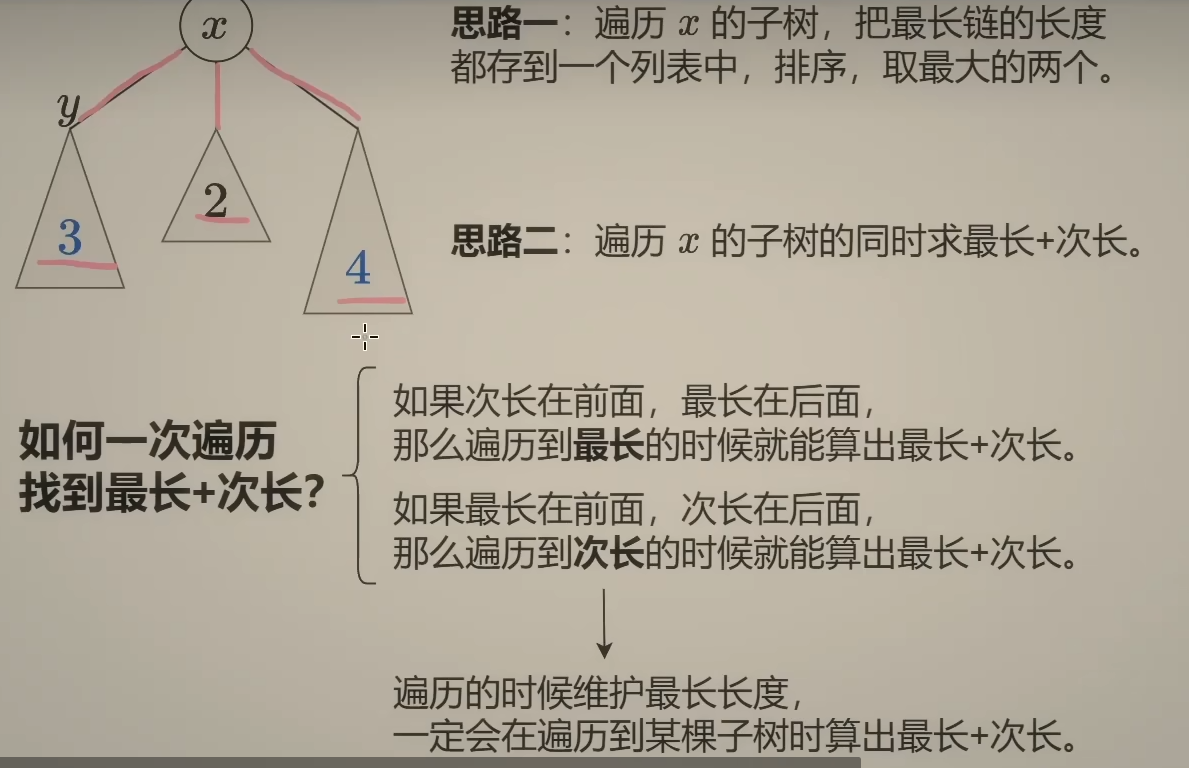 x
思路一：遍历 x 的子树，把最长链的长度
都存到一个列表中，排序，取最大的两个。
y
3
2
4
思路二：遍历 x 的子树的同时求最长+次长。
如何一次遍历
找到最长+次长？
如果次长在前面，最长在后面，
那么遍历到最长的时候就能算出最长+次长。
如果最长在前面，次长在后面，
那么遍历到次长的时候就能算出最长+次长。
遍历的时候维护最长长度，
一定会在遍历到某棵子树时算出最长+次长。